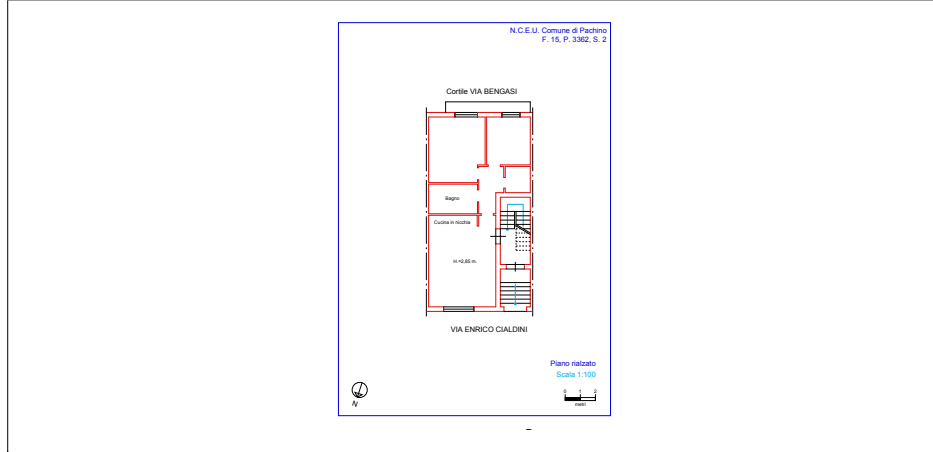 N.C.E.U. Comune di Pachino
F. 15, P. 3362, S. 2
Cortile VIA BENGASI
Bagno
Cucina in nicchia
H.=2,85 m.
VIA ENRICO CIALDINI
Piano rialzato
Scala 1:100
0 1 2
metri
N